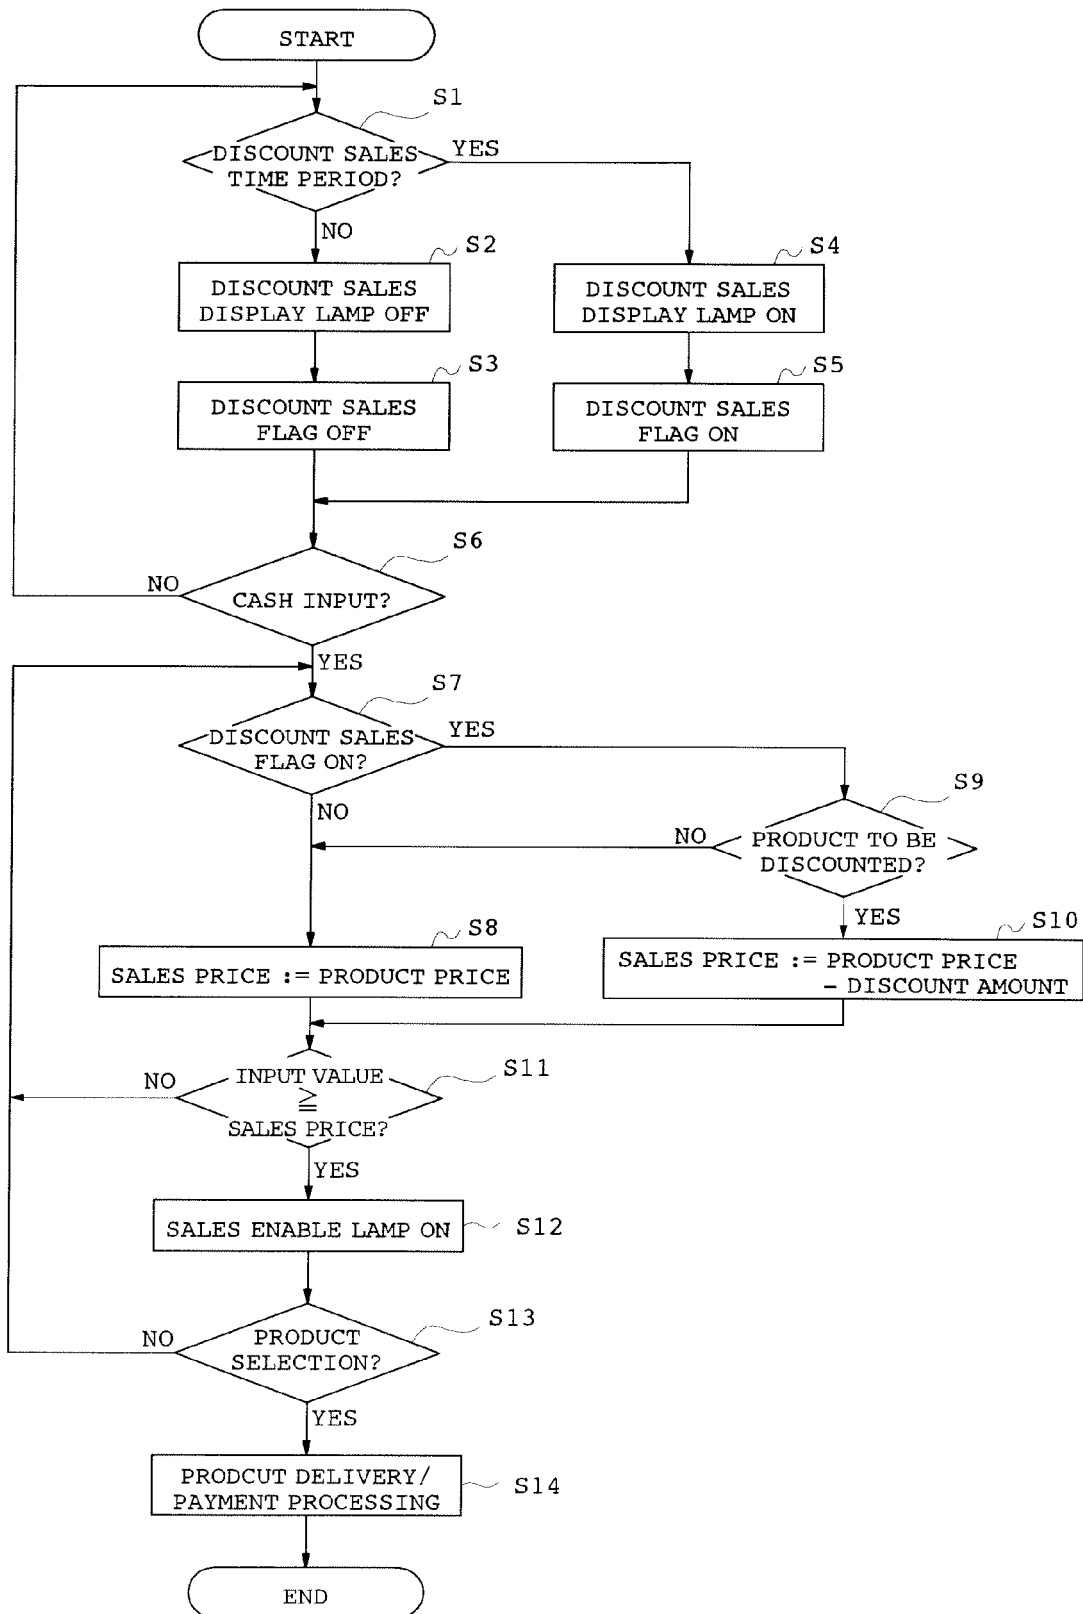 START
S1
DISCOUNT SALES
TIME PERIOD?
YES
NO
S2
DISCOUNT SALES
DISPLAY LAMP OFF
S4
DISCOUNT SALES
DISPLAY LAMP ON
S3
DISCOUNT SALES
FLAG OFF
S5
DISCOUNT SALES
FLAG ON
S6
NO
CASH INPUT?
YES
S7
DISCOUNT SALES
FLAG ON?
YES
NO
S9
NO
PRODUCT TO BE
DISCOUNTED?
YES
S8
SALES PRICE := PRODUCT PRICE
S10
SALES PRICE := PRODUCT PRICE
- DISCOUNT AMOUNT
S11
NO
INPUT VALUE
≧
SALES PRICE?
YES
SALES ENABLE LAMP ON
S12
S13
NO
PRODUCT
SELECTION?
YES
PRODCUT DELIVERY/
PAYMENT PROCESSING
S14
END